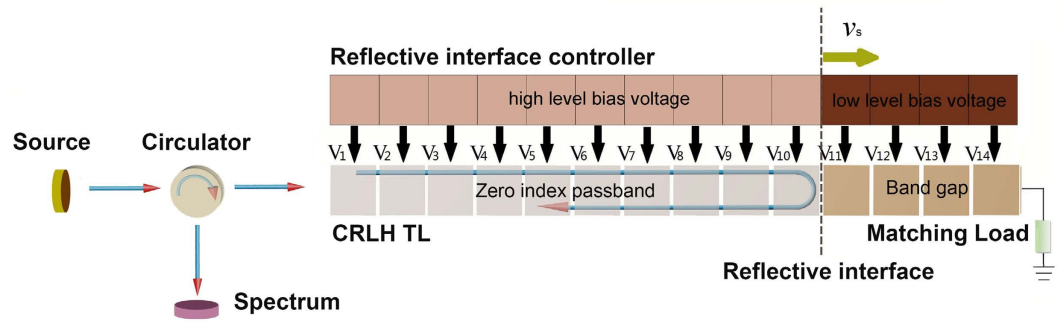 vs
Reflective interface controller
high level bias voltage
low level bias voltage
Source
Circulator
V1 V2 V3 V4 V5 V6 V7 V8 V9 V10 V11 V12 V13 V14
Zero index passband
Band gap
CRLH TL
Matching Load
Reflective interface
Spectrum